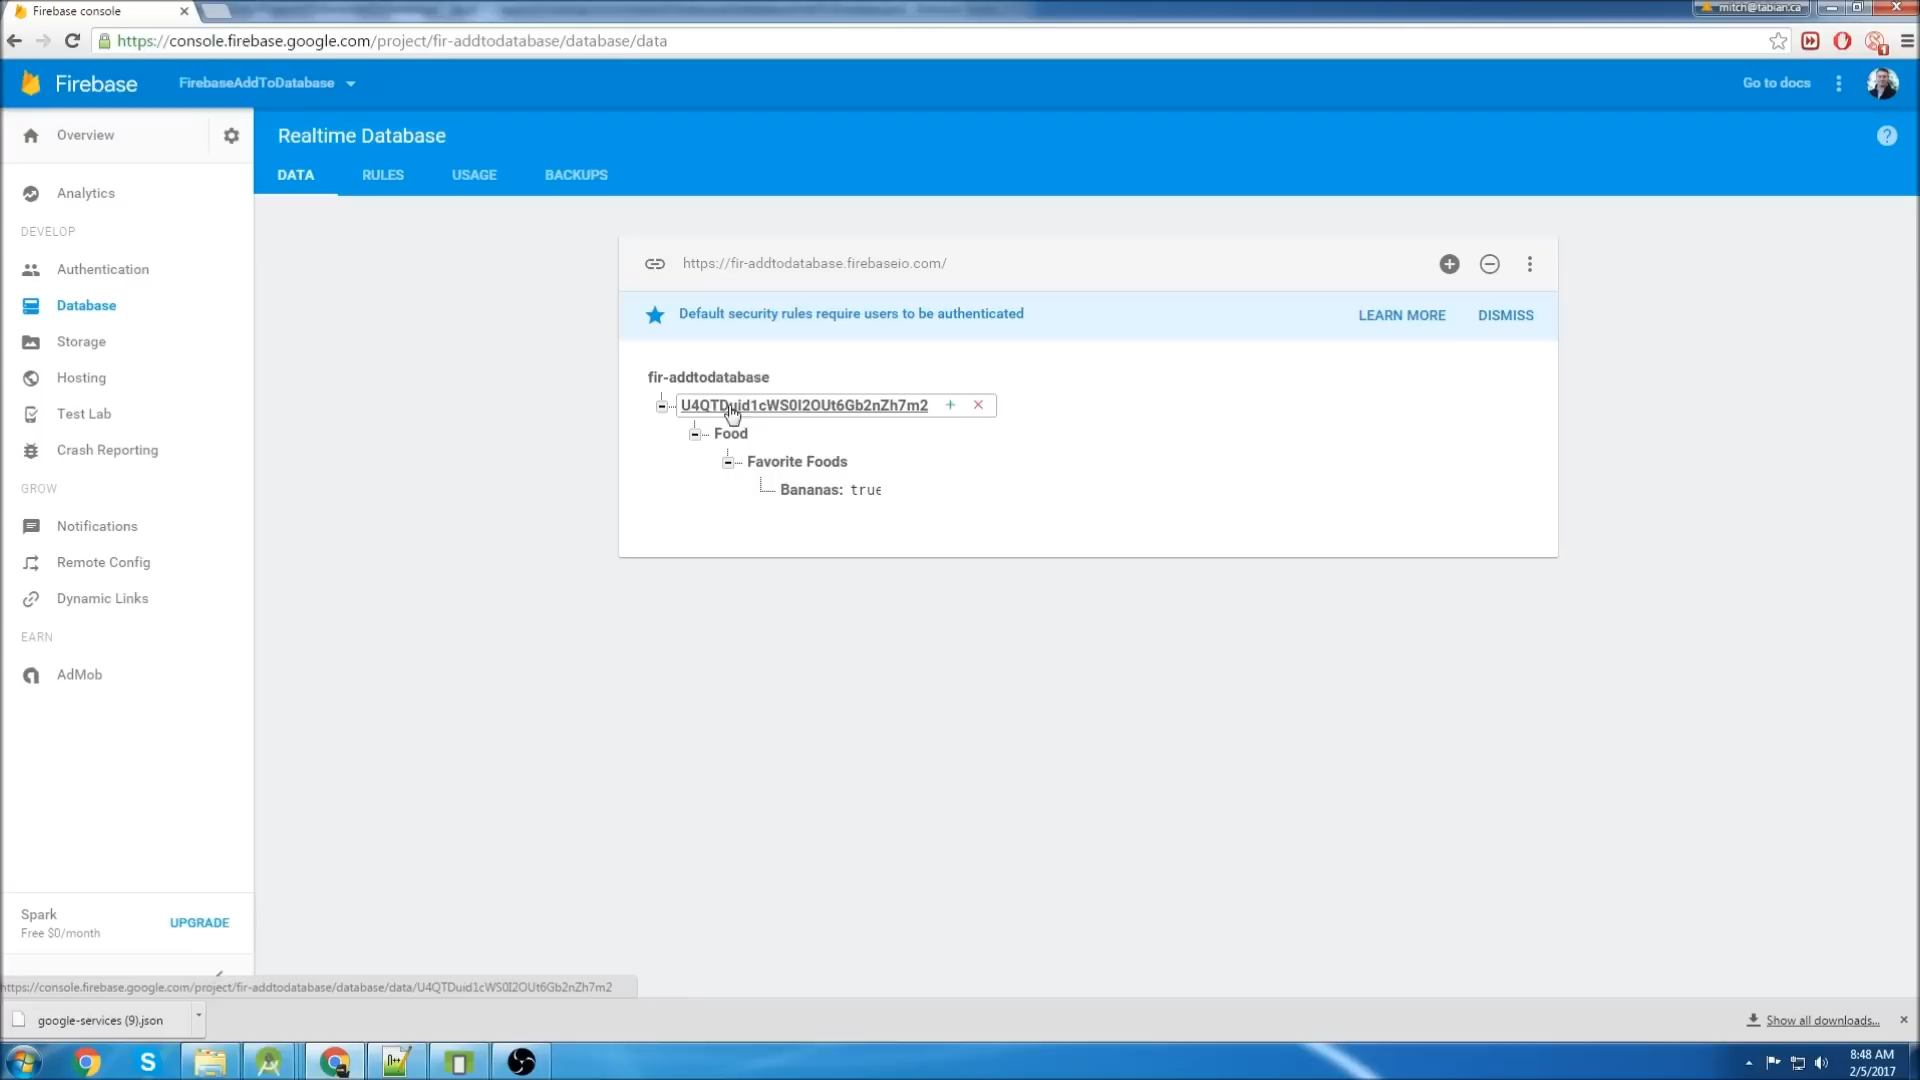 Firebase console
mitch@tabian.ca
https://console.firebase.google.com/project/fir-addtodatabase/database/data
Firebase
FirebaseAddToDatabase
Go to docs
Overview
Realtime Database
DATA
RULES
USAGE
BACKUPS
Analytics
DEVELOP
Authentication
Database
Storage
Hosting
Test Lab
Crash Reporting
GROW
Notifications
Remote Config
Dynamic Links
EARN
AdMob
Spark
Free $0/month
UPGRADE
https://fir-addtodatabase.firebaseio.com/
Default security rules require users to be authenticated
LEARN MORE
DISMISS
fir-addtodatabase
U4QTDuid1cWS0I2OUt6Gb2nZh7m2
Food
Favorite Foods
Bananas: true
https://console.firebase.google.com/project/fir-addtodatabase/database/data/U4QTDuid1cWS0I2OUt6Gb2nZh7m2
google-services (9).json
Show all downloads...
8:48 AM
2/5/2017